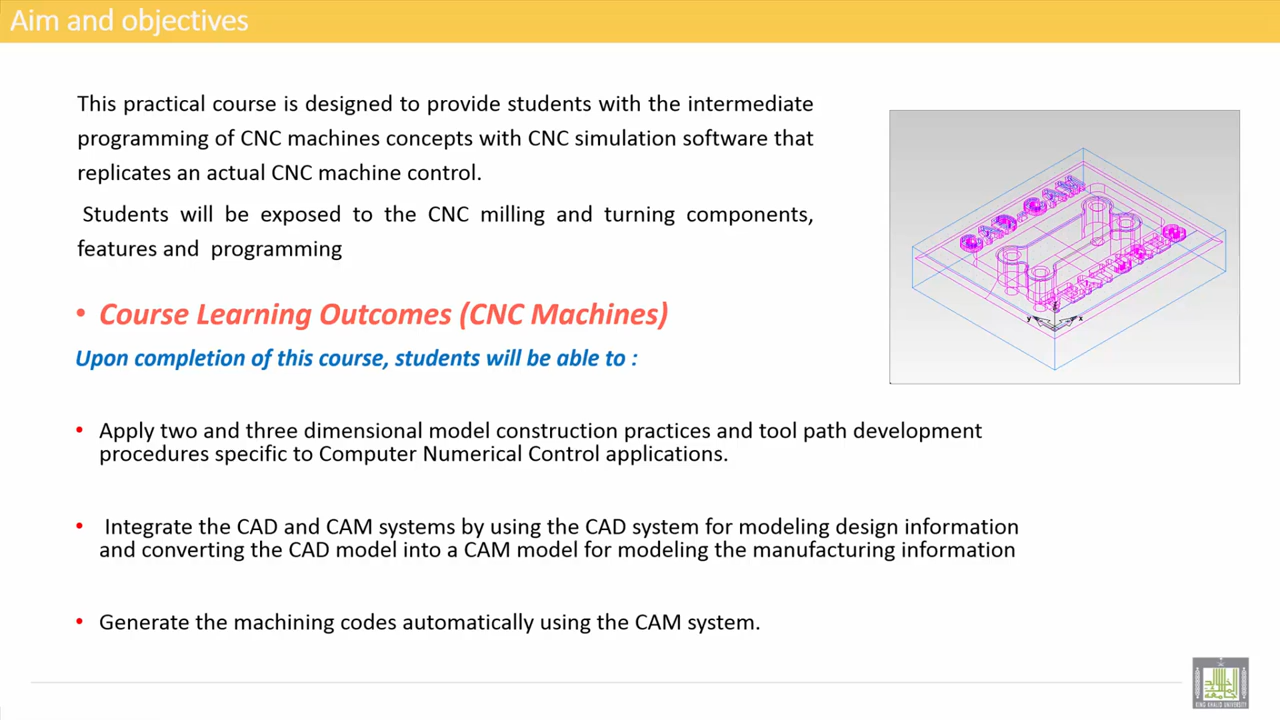 Aim and objectives
This practical course is designed to provide students with the intermediate
programming of CNC machines concepts with CNC simulation software that
replicates an actual CNC machine control.
Students will be exposed to the CNC milling and turning components,
features and programming
• Course Learning Outcomes (CNC Machines)
Upon completion of this course, students will be able to :
• Apply two and three dimensional model construction practices and tool path development
procedures specific to Computer Numerical Control applications.
• Integrate the CAD and CAM systems by using the CAD system for modeling design information
and converting the CAD model into a CAM model for modeling the manufacturing information
• Generate the machining codes automatically using the CAM system.
CAD-CAM
Y
X
KING KHALID UNIVERSITY